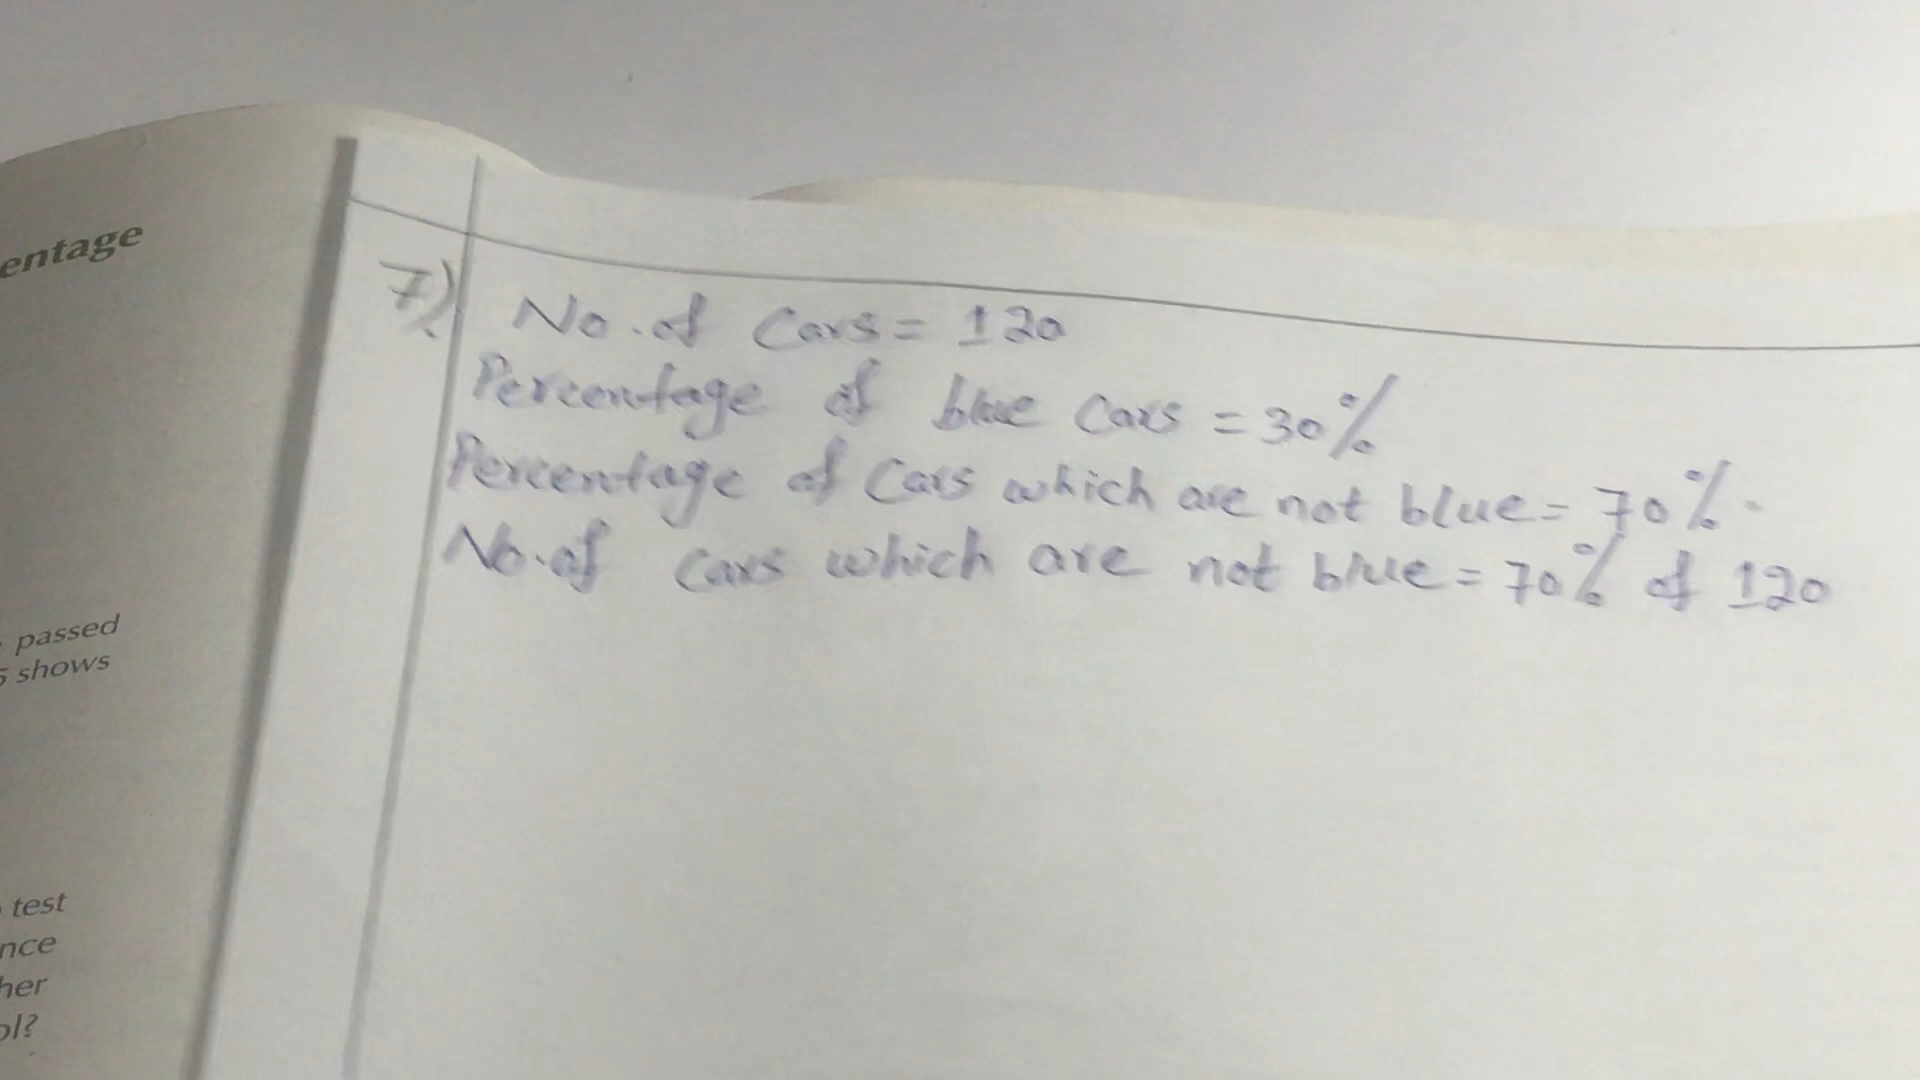 entage
passed
5 shows
test
nce
her
ol?
7)
No. of Cars = 120
Percentage of blue Cars = 30%
Percentage of Cars which are not blue = 70%.
No. of cars which are not blue = 70% of 120